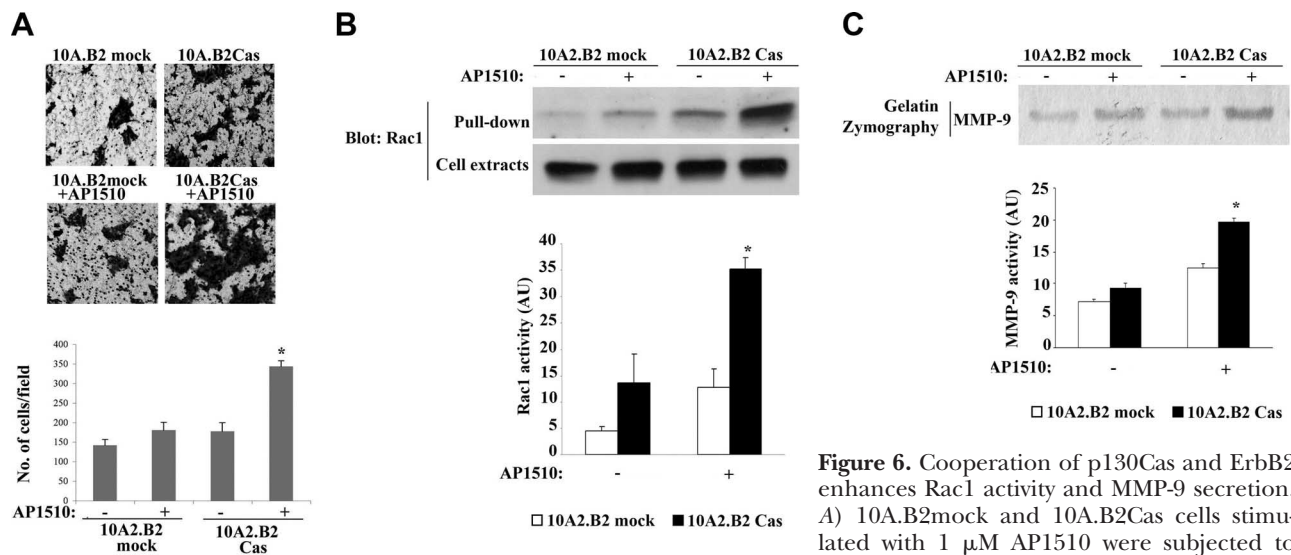 A
10A.B2 mock 10A.B2Cas
10A.B2mock +AP1510 10A.B2Cas +AP1510
No. of cells/field
400
350
300
250
200
150
100
50
0
AP1510: - + - +
*
10A2.B2 mock 10A2.B2 Cas
B
10A2.B2 mock 10A2.B2 Cas
AP1510: - + - +
Blot: Rac1
Pull-down
Cell extracts
Rac1 activity (AU)
40
35
30
25
20
15
10
5
0
*
AP1510: - +
10A2.B2 mock 10A2.B2 Cas
C
10A2.B2 mock 10A2.B2 Cas
AP1510: - + - +
Gelatin Zymography
MMP-9
MMP-9 activity (AU)
25
20
15
10
5
0
*
AP1510: - +
10A2.B2 mock 10A2.B2 Cas
Figure 6. Cooperation of p130Cas and ErbB2
enhances Rac1 activity and MMP-9 secretion.
A) 10A.B2mock and 10A.B2Cas cells stimu-
lated with 1 μM AP1510 were subjected to